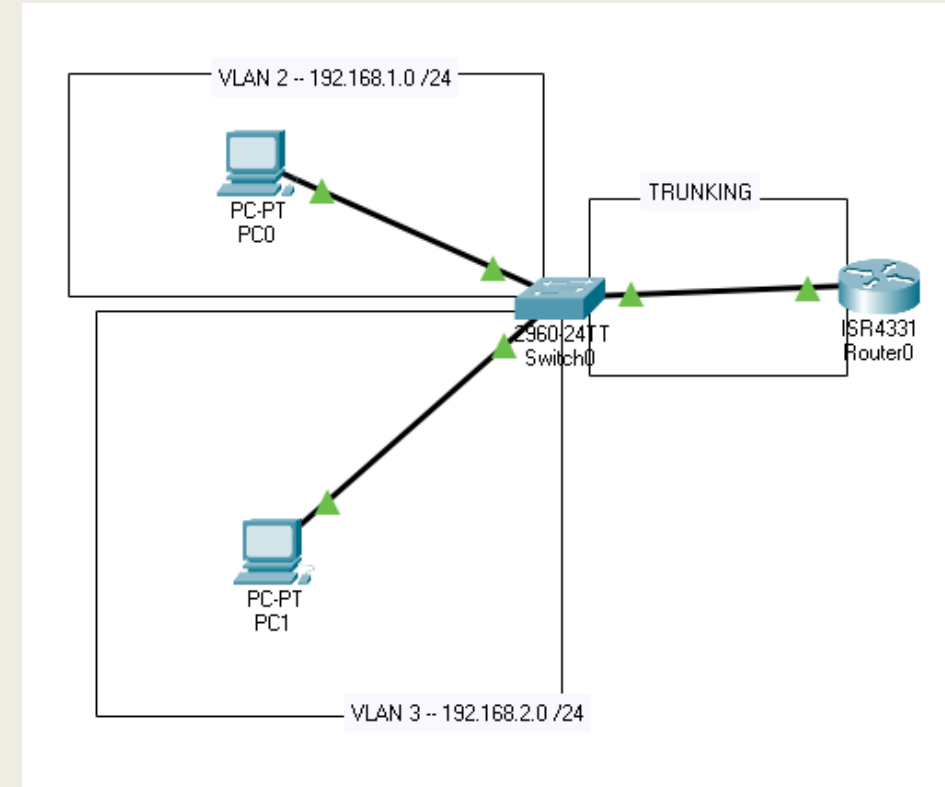 VLAN 2 -- 192.168.1.0 /24
PC-PT
PC0
TRUNKING
2960-24TT
Switch0
ISR4331
Router0
PC-PT
PC1
VLAN 3 -- 192.168.2.0 /24